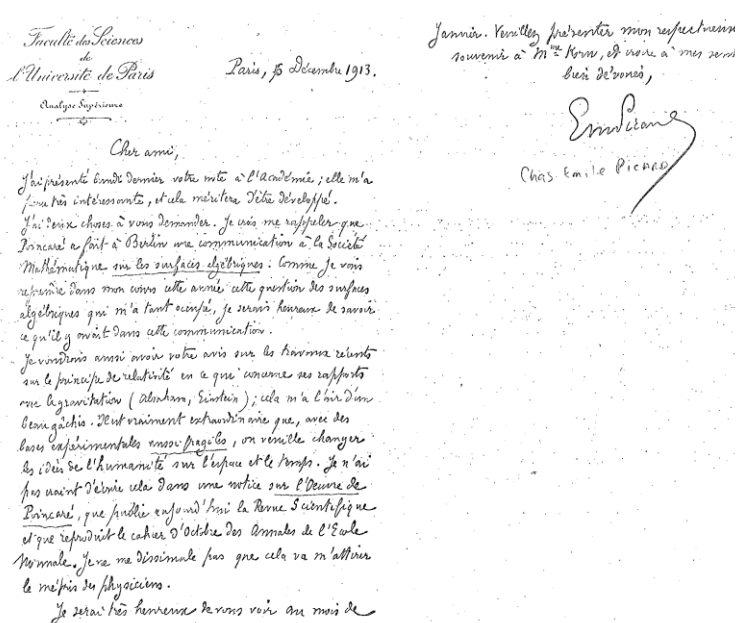 Faculté des Sciences
de
l'Université de Paris
Analyse Supérieure
Paris, 15 Décembre 1913.
Cher ami,
J'ai présenté lundi dernier votre note à l'Académie ; elle m'a
paru très intéressante, et cela méritera d'être développé.
J'ai deux choses à vous demander. Je crois me rappeler que
Poincaré a fait à Berlin une communication à la Société
Mathématique sur les surfaces algébriques. Comme je vais
reprendre dans mon cours cette année cette question des surfaces
algébriques qui m'a tant occupé, je serais heureux de savoir
ce qu'il y avait dans cette communication.
Je voudrais aussi avoir votre avis sur les travaux récents
sur le principe de relativité en ce qui concerne ses rapports
avec la gravitation (Abraham, Einstein) ; cela m'a l'air d'un
beau gâchis. Il est vraiment extraordinaire que, avec des
bases expérimentales aussi fragiles, on veuille changer
les idées de l'humanité sur l'espace et le temps. Je n'ai
pas craint d'écrire cela dans une notice sur l'Oeuvre de
Poincaré, que publie aujourd'hui la Revue Scientifique
et que reproduit le cahier d'Octobre des Annales de l'Ecole
Normale. Je ne me dissimule pas que cela va m'attirer
le mépris des physiciens.
Je serai très heureux de vous voir au mois de
Janvier. Veuillez présenter mon respectueux
souvenir à Mme Korn, et croire à mes sent
bien dévoués,
Emile Picard
Chas. Emile Picard